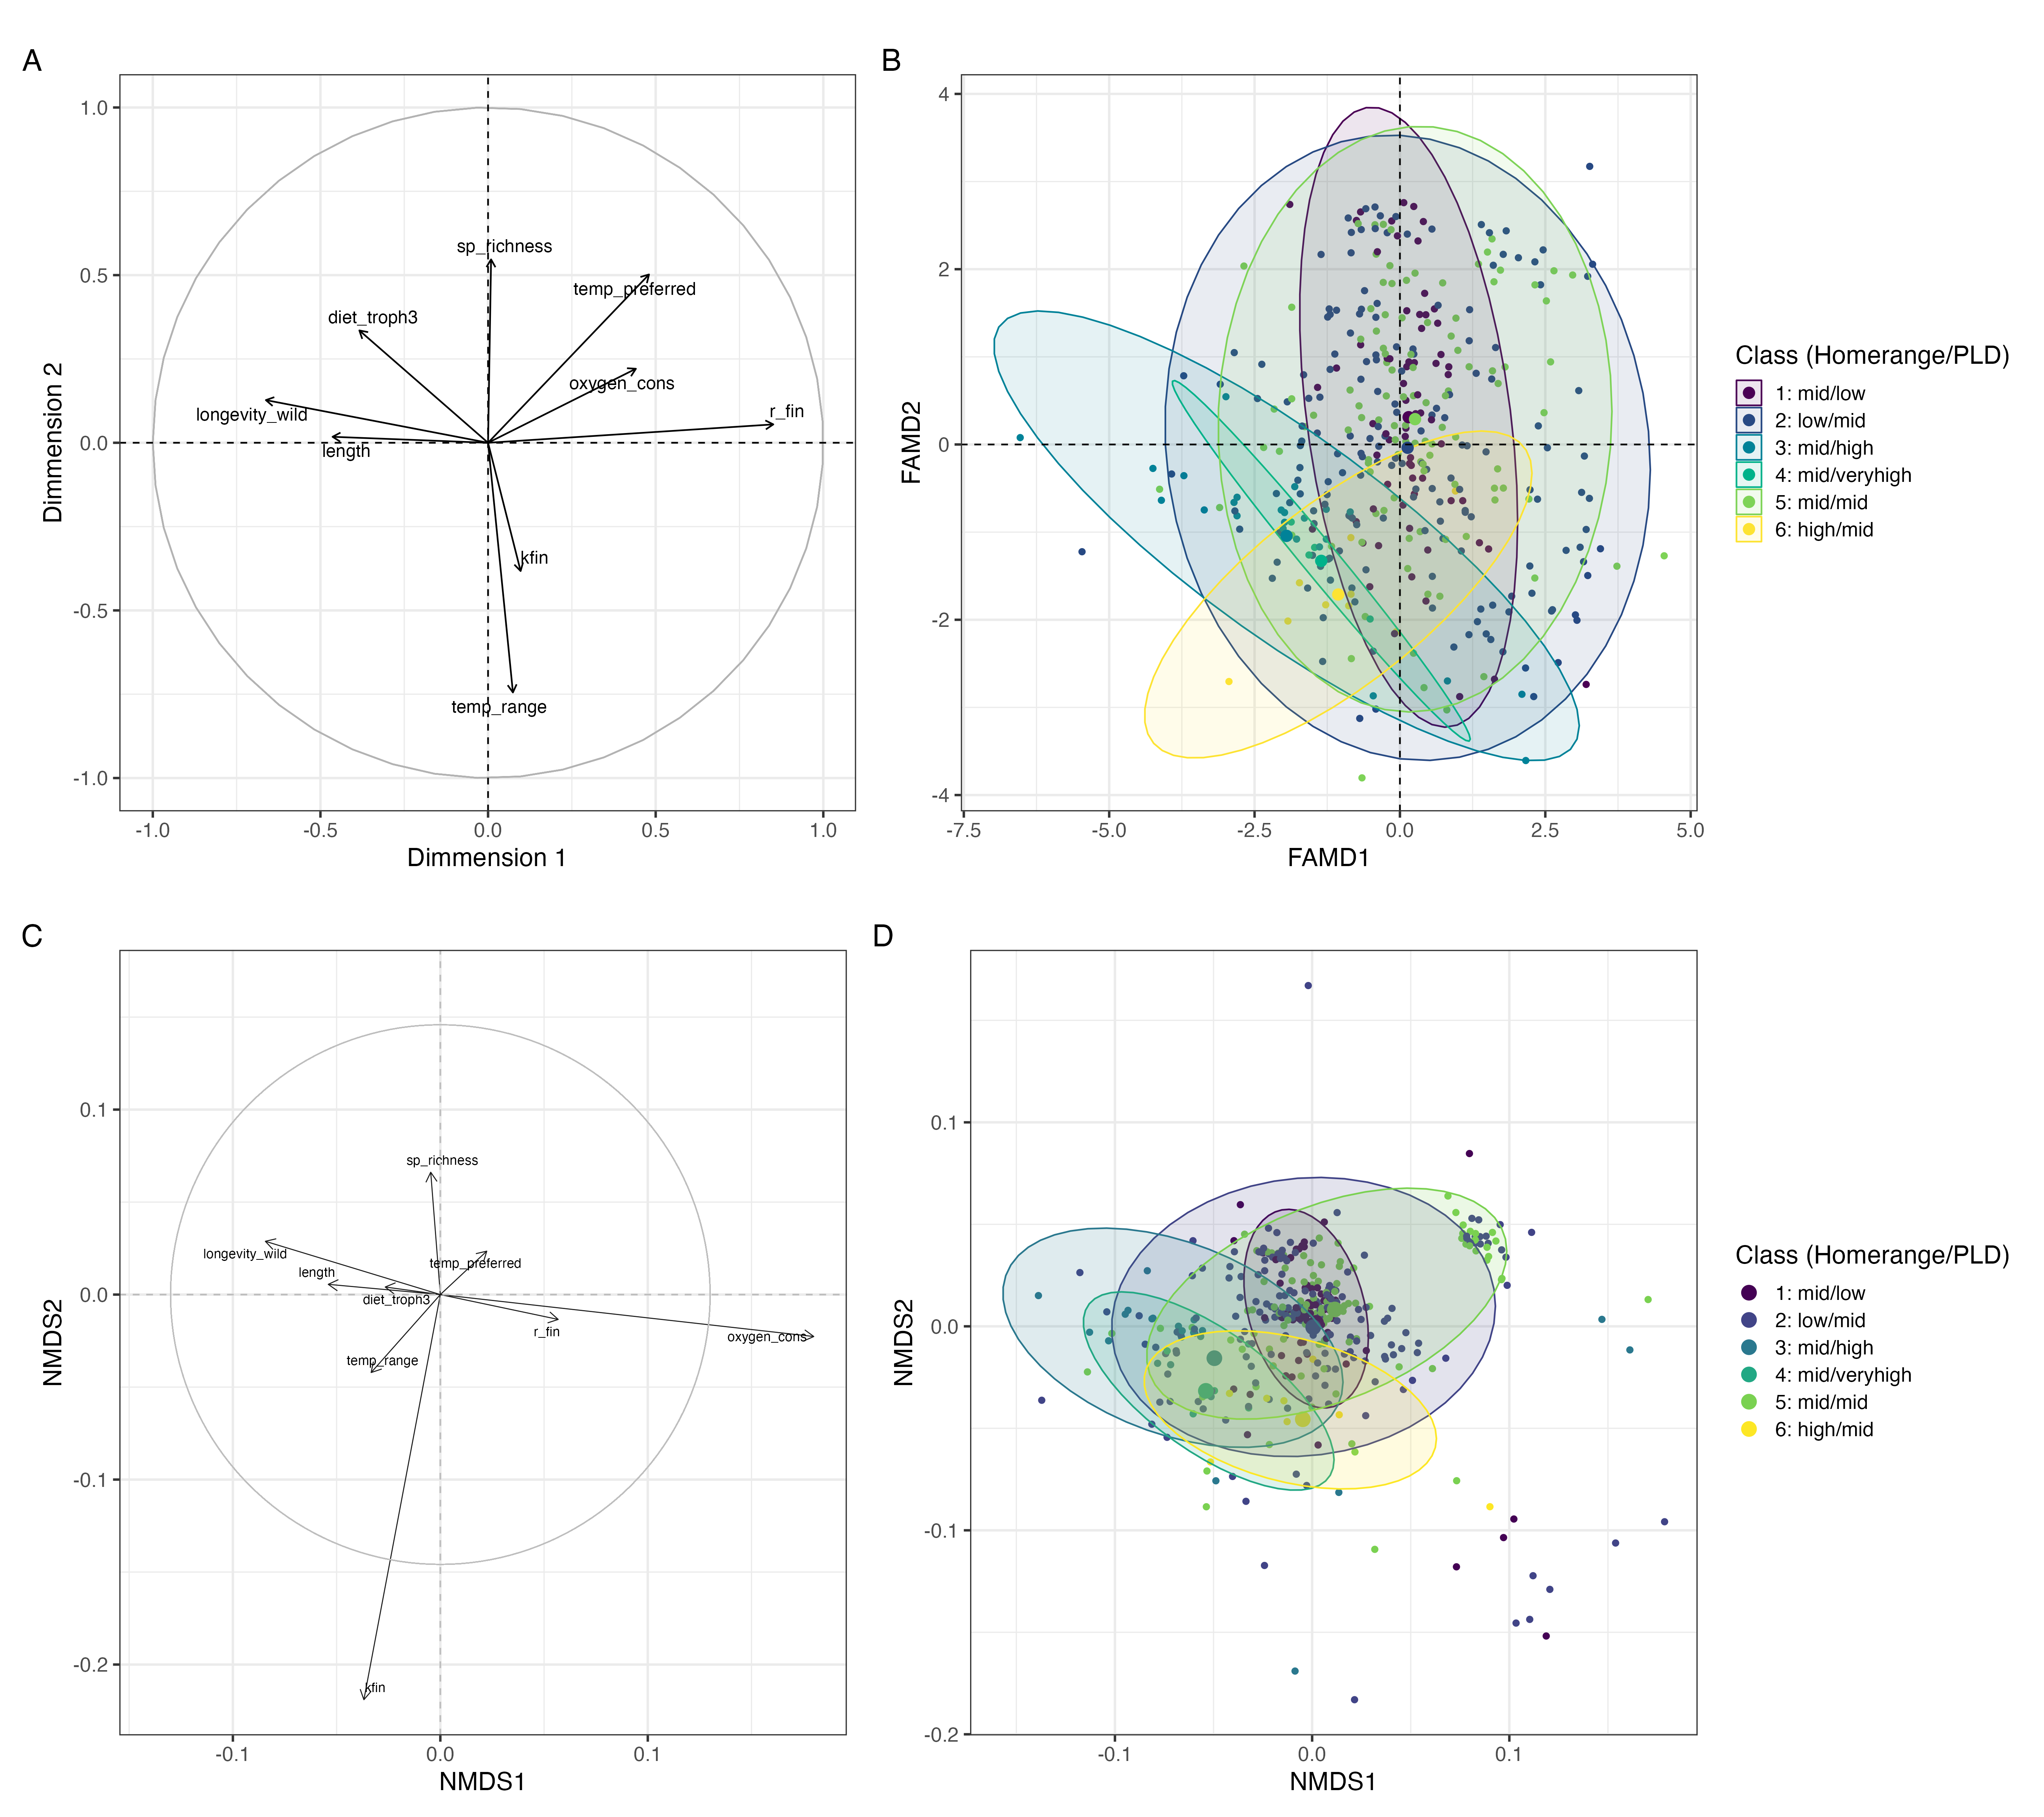 A
1.0
0.5
0.0
-0.5
-1.0
Dimmension 2
sp_richness
temp_preferred
diet_troph3
oxygen_cons
longevity_wild
r_fin
length
kfin
temp_range
-1.0
-0.5
0.0
0.5
1.0
Dimmension 1
B
4
2
0
-2
-4
FAMD2
-7.5
-5.0
-2.5
0.0
2.5
5.0
FAMD1
Class (Homerange/PLD)
1: mid/low
2: low/mid
3: mid/high
4: mid/veryhigh
5: mid/mid
6: high/mid
C
0.1
0.0
-0.1
-0.2
NMDS2
sp_richness
longevity_wild
temp_preferred
length
diet_troph3
r_fin
oxygen_cons
temp_range
kfin
-0.1
0.0
0.1
NMDS1
D
0.1
0.0
-0.1
-0.2
NMDS2
-0.1
0.0
0.1
NMDS1
Class (Homerange/PLD)
1: mid/low
2: low/mid
3: mid/high
4: mid/veryhigh
5: mid/mid
6: high/mid